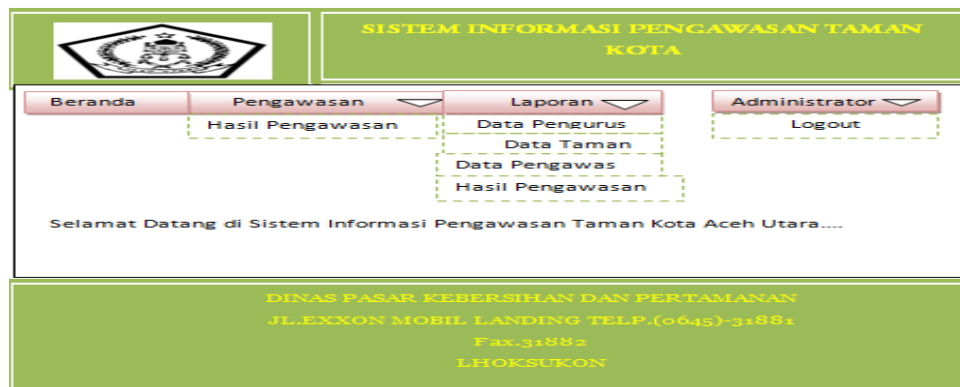 SISTEM INFORMASI PENGAWASAN TAMAN
KOTA
Beranda Pengawasan Laporan Administrator
Hasil Pengawasan Data Pengurus Logout
Data Taman
Data Pengawas
Hasil Pengawasan
Selamat Datang di Sistem Informasi Pengawasan Taman Kota Aceh Utara....
DINAS PASAR KEBERSIHAN DAN PERTAMANAN
JL.EXXON MOBIL LANDING TELP.(0645)-31881
Fax.31882
LHOKSUKON